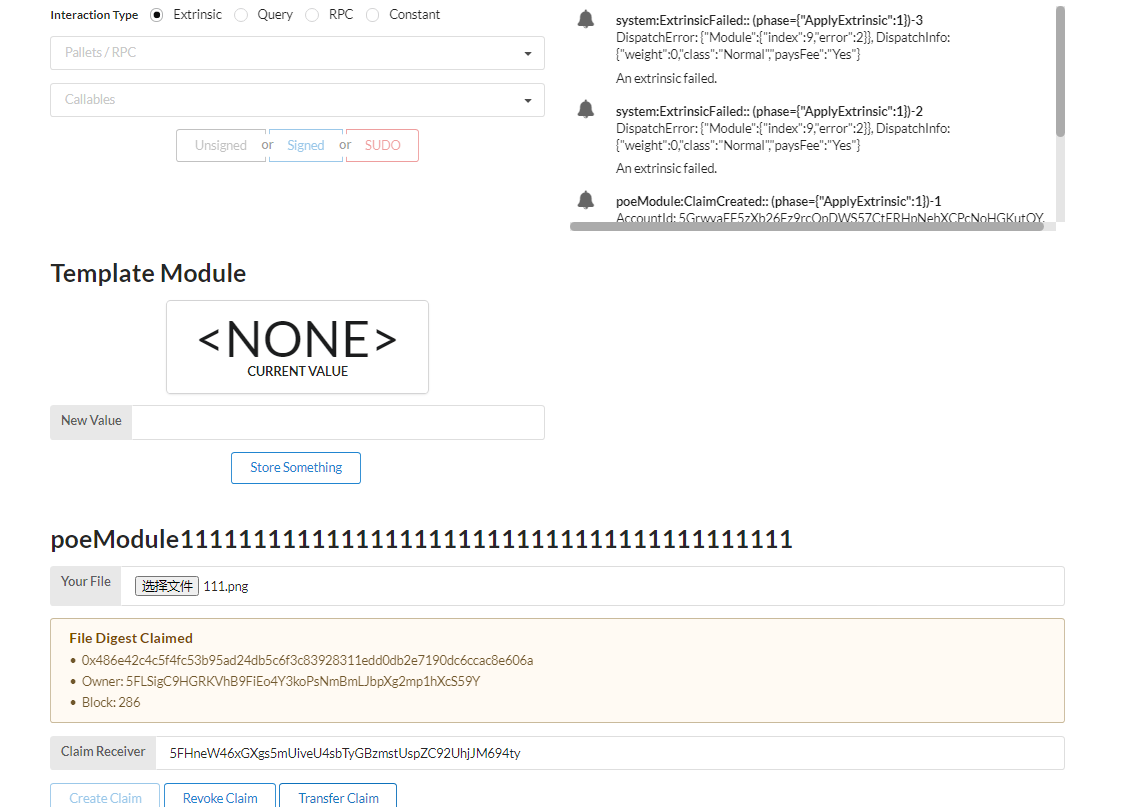 Interaction Type Extrinsic Query RPC Constant
Pallets / RPC
Callables
Unsigned or Signed or SUDO
system:ExtrinsicFailed:: (phase={"ApplyExtrinsic":1})-3
DispatchError: {"Module":{"index":9,"error":2}}, DispatchInfo:
{"weight":0,"class":"Normal","paysFee":"Yes"}
An extrinsic failed.
system:ExtrinsicFailed:: (phase={"ApplyExtrinsic":1})-2
DispatchError: {"Module":{"index":9,"error":2}}, DispatchInfo:
{"weight":0,"class":"Normal","paysFee":"Yes"}
An extrinsic failed.
poeModule:ClaimCreated:: (phase={"ApplyExtrinsic":1})-1
AccountId: 5GrwvaEF5zXb26Fz9rcQpDWS57CtERHpNehXCPcNoHGKutQY,
Template Module
<NONE>
CURRENT VALUE
New Value
Store Something
poeModule111111111111111111111111111111111111111111
Your File 选择文件 111.png
File Digest Claimed
• 0x486e42c4c5f4fc53b95ad24db5c6f3c83928311edd0db2e7190dc6ccac8e606a
• Owner: 5FLSigC9HGRKVhB9FiEo4Y3koPsNmBmLJbpXg2mp1hXcS59Y
• Block: 286
Claim Receiver 5FHneW46xGXgs5mUiveU4sbTyGBzmstUspZC92UhjJM694ty
Create Claim Revoke Claim Transfer Claim